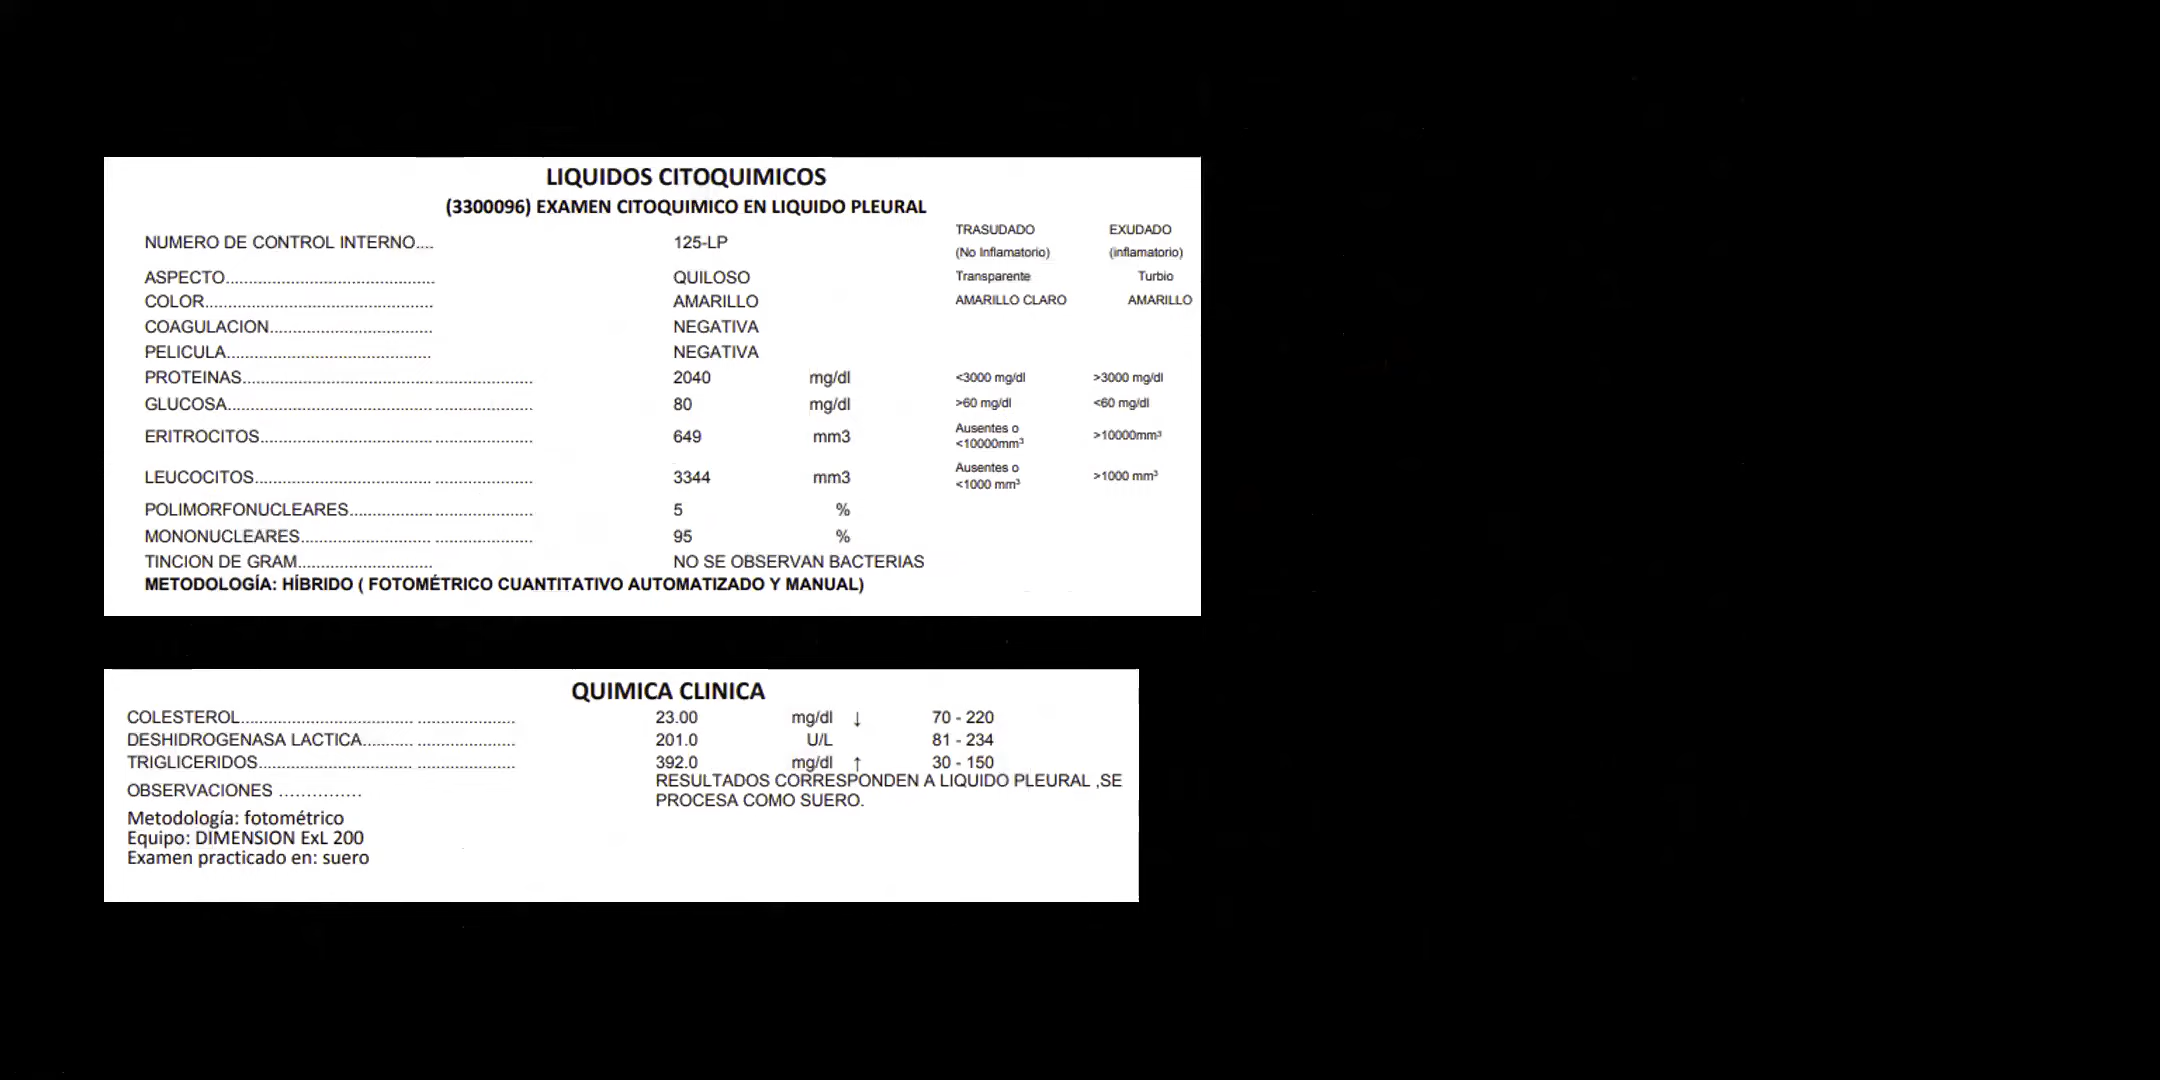 LIQUIDOS CITOQUIMICOS
(3300096) EXAMEN CITOQUIMICO EN LIQUIDO PLEURAL
TRASUDADO EXUDADO
NUMERO DE CONTROL INTERNO.... 125-LP
(No Inflamatorio) (inflamatorio)
ASPECTO............................................. QUILOSO Transparente Turbio
COLOR................................................. AMARILLO AMARILLO CLARO AMARILLO
COAGULACION................................... NEGATIVA
PELICULA............................................ NEGATIVA
PROTEINAS......................................... ..................... 2040 mg/dl <3000 mg/dl >3000 mg/dl
GLUCOSA............................................ ..................... 80 mg/dl >60 mg/dl <60 mg/dl
ERITROCITOS..................................... ..................... 649 mm3 Ausentes o <10000mm³ >10000mm³
LEUCOCITOS...................................... ..................... 3344 mm3 Ausentes o <1000 mm³ >1000 mm³
POLIMORFONUCLEARES.................. ..................... 5 %
MONONUCLEARES............................ ..................... 95 %
TINCION DE GRAM............................. NO SE OBSERVAN BACTERIAS
METODOLOGÍA: HÍBRIDO ( FOTOMÉTRICO CUANTITATIVO AUTOMATIZADO Y MANUAL)
QUIMICA CLINICA
COLESTEROL..................................... ..................... 23.00 mg/dl ↓ 70 - 220
DESHIDROGENASA LACTICA........... ..................... 201.0 U/L 81 - 234
TRIGLICERIDOS................................. ..................... 392.0 mg/dl ↑ 30 - 150
OBSERVACIONES ............... RESULTADOS CORRESPONDEN A LIQUIDO PLEURAL ,SE
PROCESA COMO SUERO.
Metodología: fotométrico
Equipo: DIMENSION ExL 200
Examen practicado en: suero